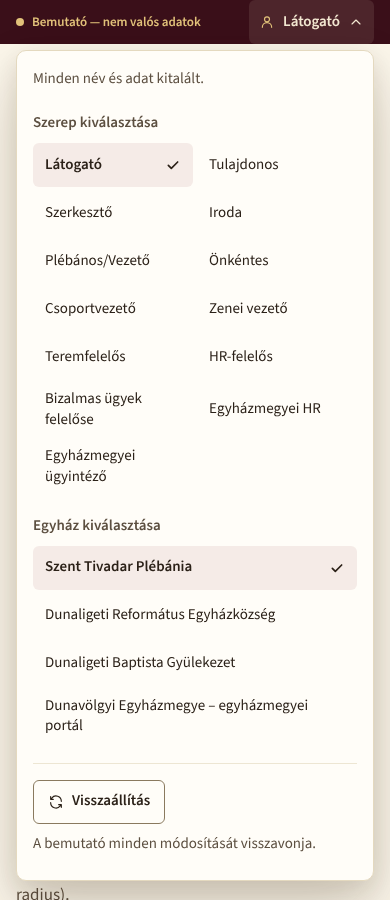 Bemutató — nem valós adatok
Látogató
Minden név és adat kitalált.
Szerep kiválasztása
Látogató
Tulajdonos
Szerkesztő
Iroda
Plébános/Vezető
Önkéntes
Csoportvezető
Zenei vezető
Teremfelelős
HR-felelős
Bizalmas ügyek
felelőse
Egyházmegyei HR
Egyházmegyei
ügyintéző
Egyház kiválasztása
Szent Tivadar Plébánia
Dunaligeti Református Egyházközség
Dunaligeti Baptista Gyülekezet
Dunavölgyi Egyházmegye – egyházmegyei
portál
Visszaállítás
A bemutató minden módosítását visszavonja.
radius).